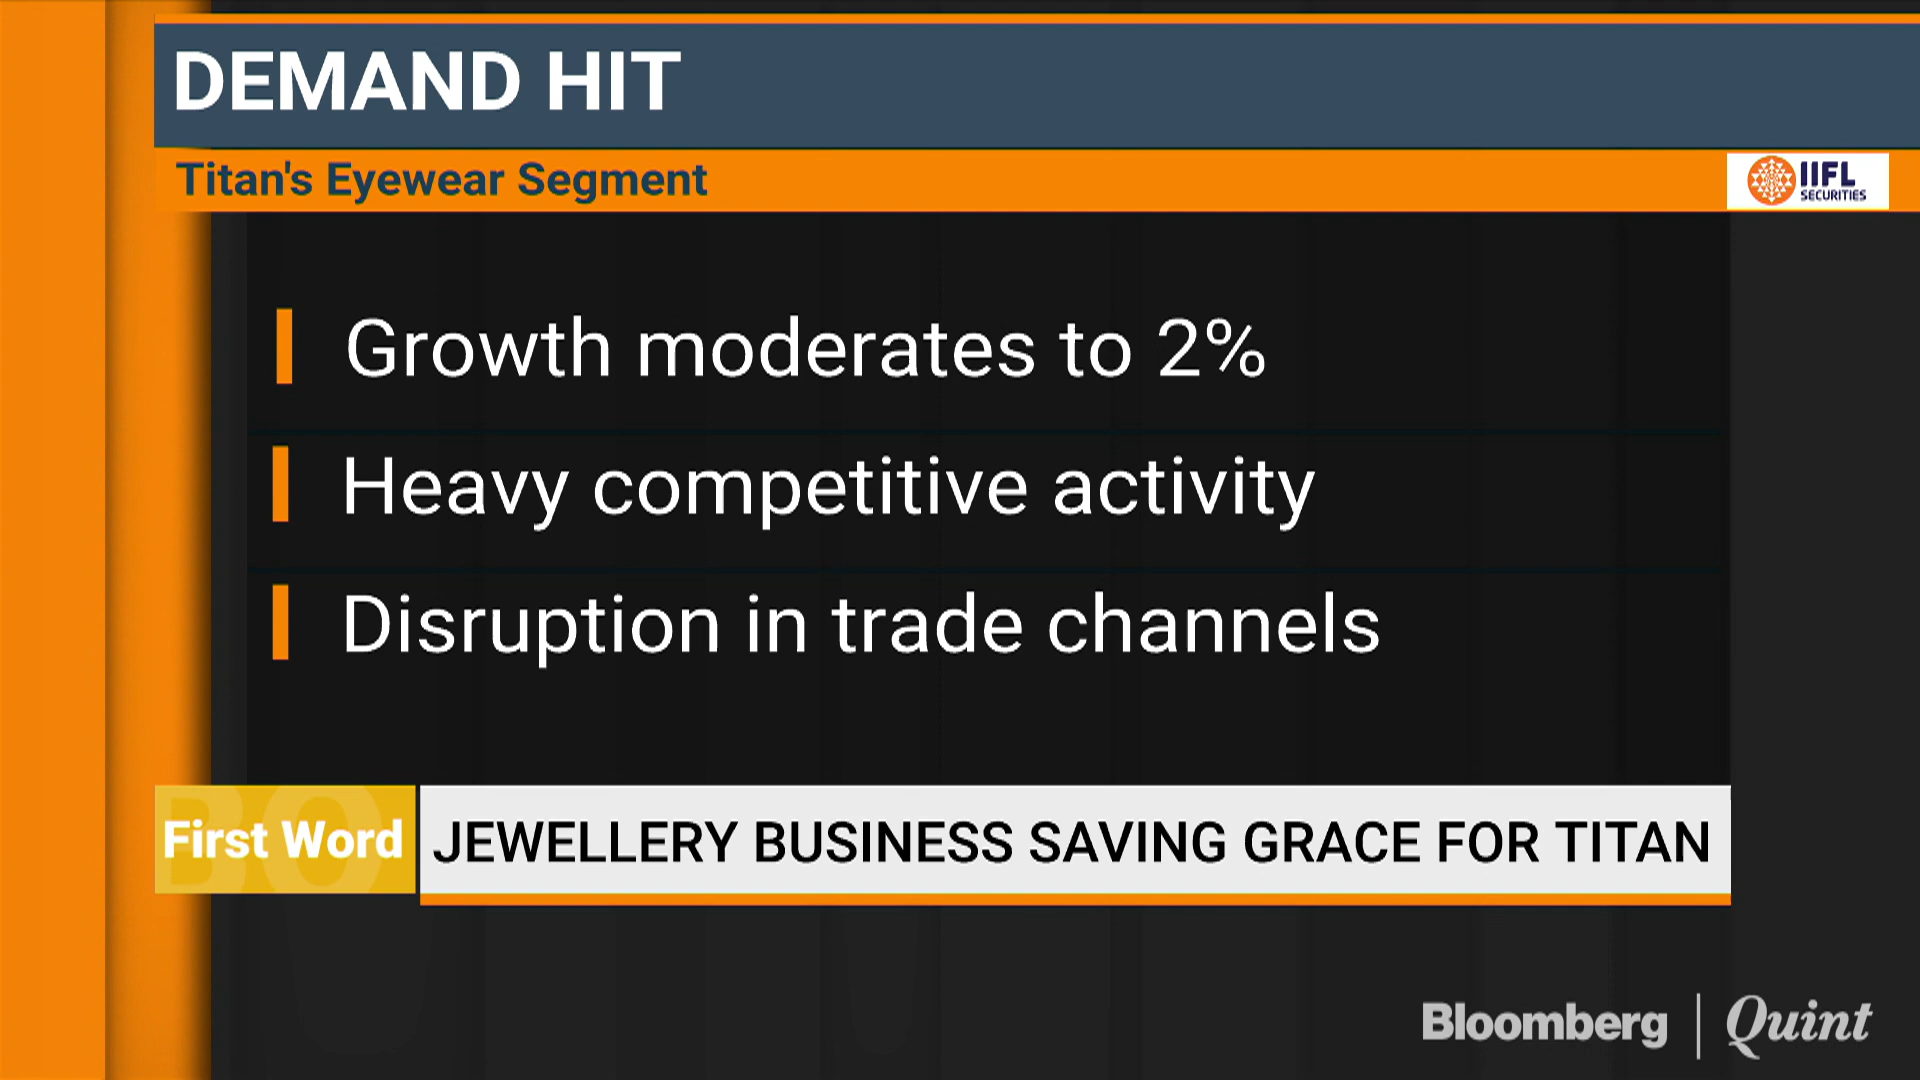 DEMAND HIT
Titan's Eyewear Segment
IIFL
SECURITIES
Growth moderates to 2%
Heavy competitive activity
Disruption in trade channels
First Word
JEWELLERY BUSINESS SAVING GRACE FOR TITAN
Bloomberg | Quint